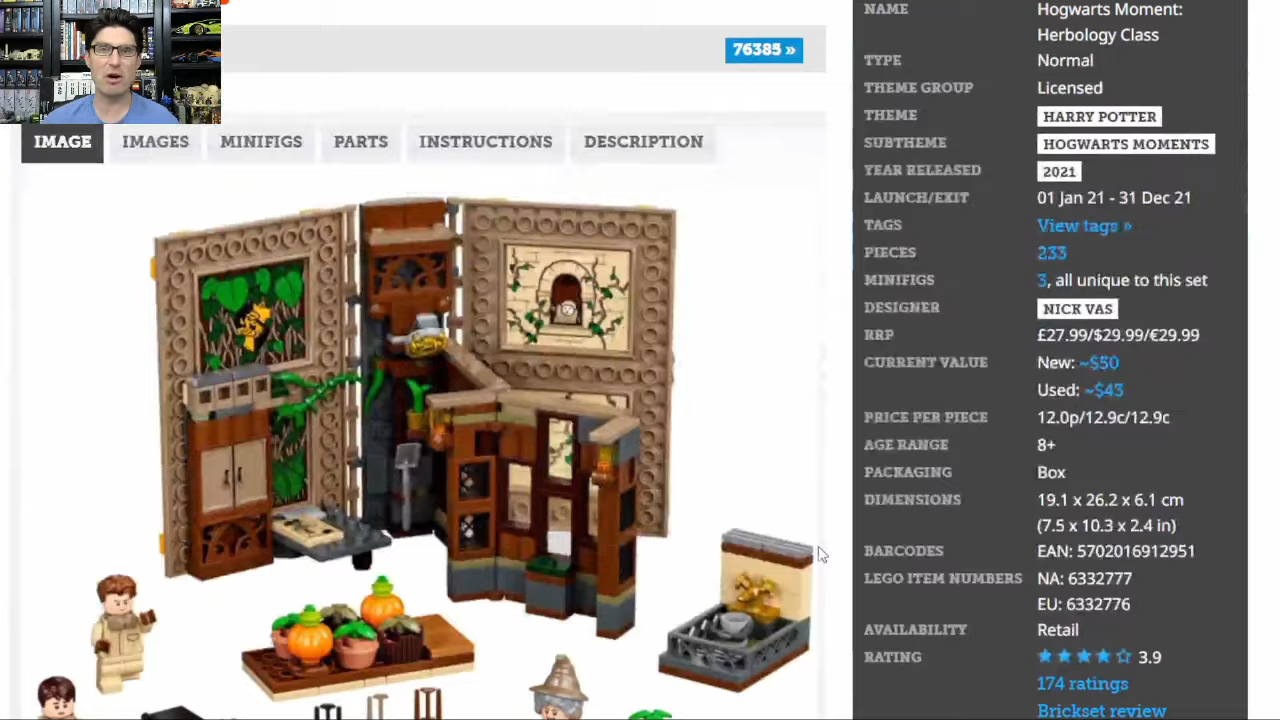 76385 »
IMAGE IMAGES MINIFIGS PARTS INSTRUCTIONS DESCRIPTION
NAME Hogwarts Moment:
Herbology Class
TYPE Normal
THEME GROUP Licensed
THEME HARRY POTTER
SUBTHEME HOGWARTS MOMENTS
YEAR RELEASED 2021
LAUNCH/EXIT 01 Jan 21 - 31 Dec 21
TAGS View tags »
PIECES 233
MINIFIGS 3, all unique to this set
DESIGNER NICK VAS
RRP £27.99/$29.99/€29.99
CURRENT VALUE New: ~$50
Used: ~$43
PRICE PER PIECE 12.0p/12.9c/12.9c
AGE RANGE 8+
PACKAGING Box
DIMENSIONS 19.1 x 26.2 x 6.1 cm
(7.5 x 10.3 x 2.4 in)
BARCODES EAN: 5702016912951
LEGO ITEM NUMBERS NA: 6332777
EU: 6332776
AVAILABILITY Retail
RATING 3.9
174 ratings
Brickset review